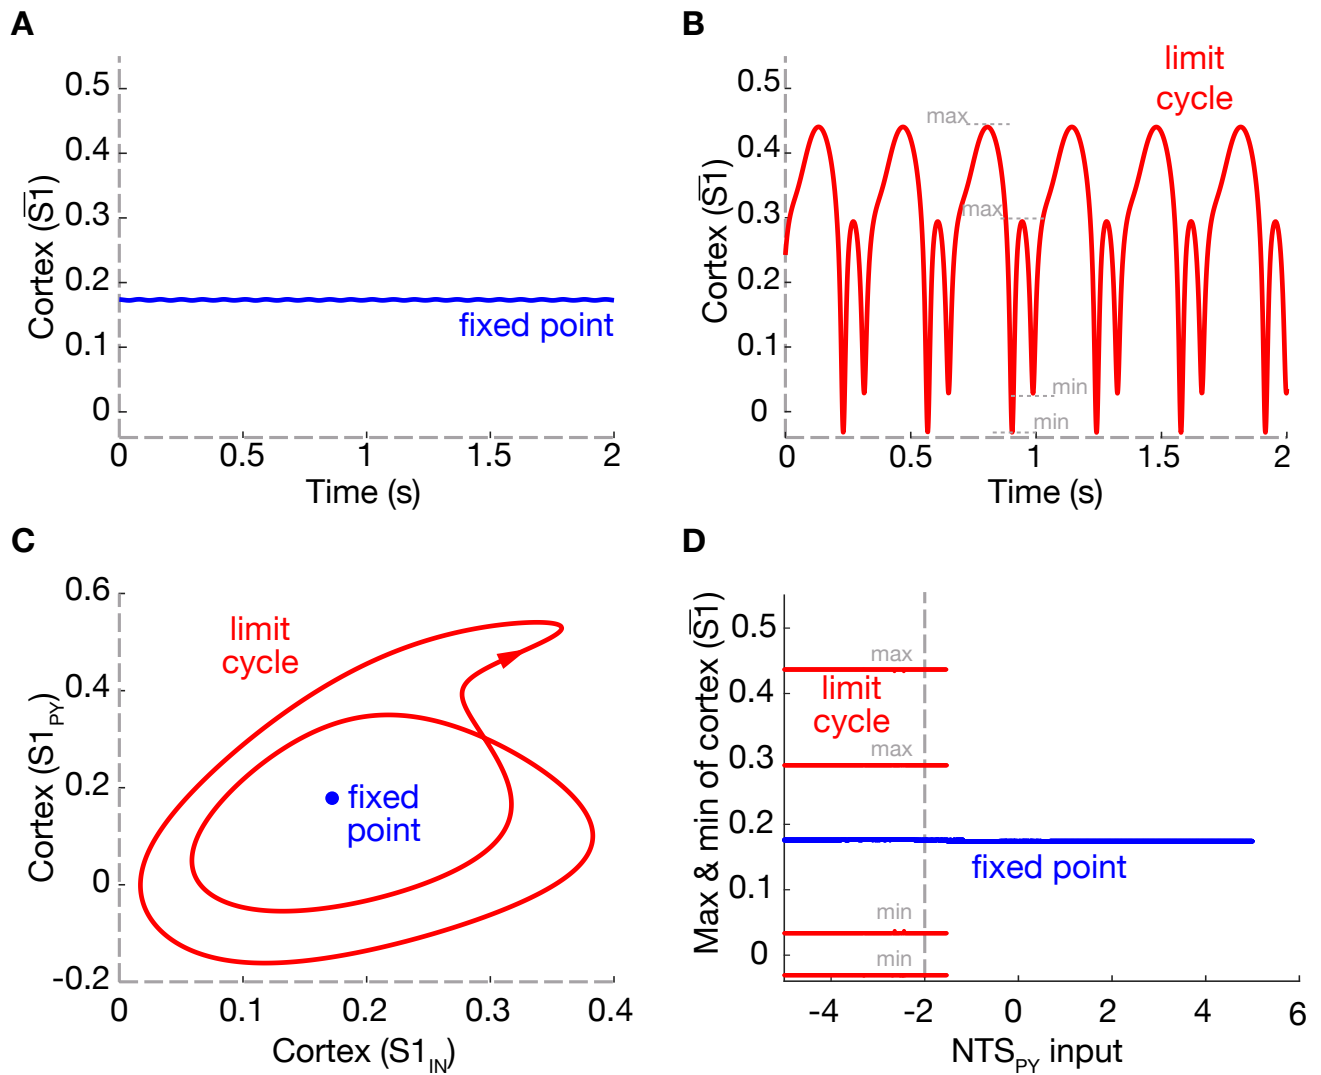 A
0.5
0.4
0.3
0.2
0.1
0
Cortex (S̅1̅)
fixed point
0 0.5 1 1.5 2
Time (s)
B
limit
cycle
0.5
0.4
0.3
0.2
0.1
0
Cortex (S̅1̅)
max
max
min
min
0 0.5 1 1.5 2
Time (s)
C
0.6
0.4
0.2
0
-0.2
Cortex (S1PY)
limit
cycle
fixed
point
0 0.1 0.2 0.3 0.4
Cortex (S1IN)
D
0.5
0.4
0.3
0.2
0.1
0
Max & min of cortex (S̅1̅)
max
limit
cycle
max
fixed point
min
min
-4 -2 0 2 4 6
NTSPY input